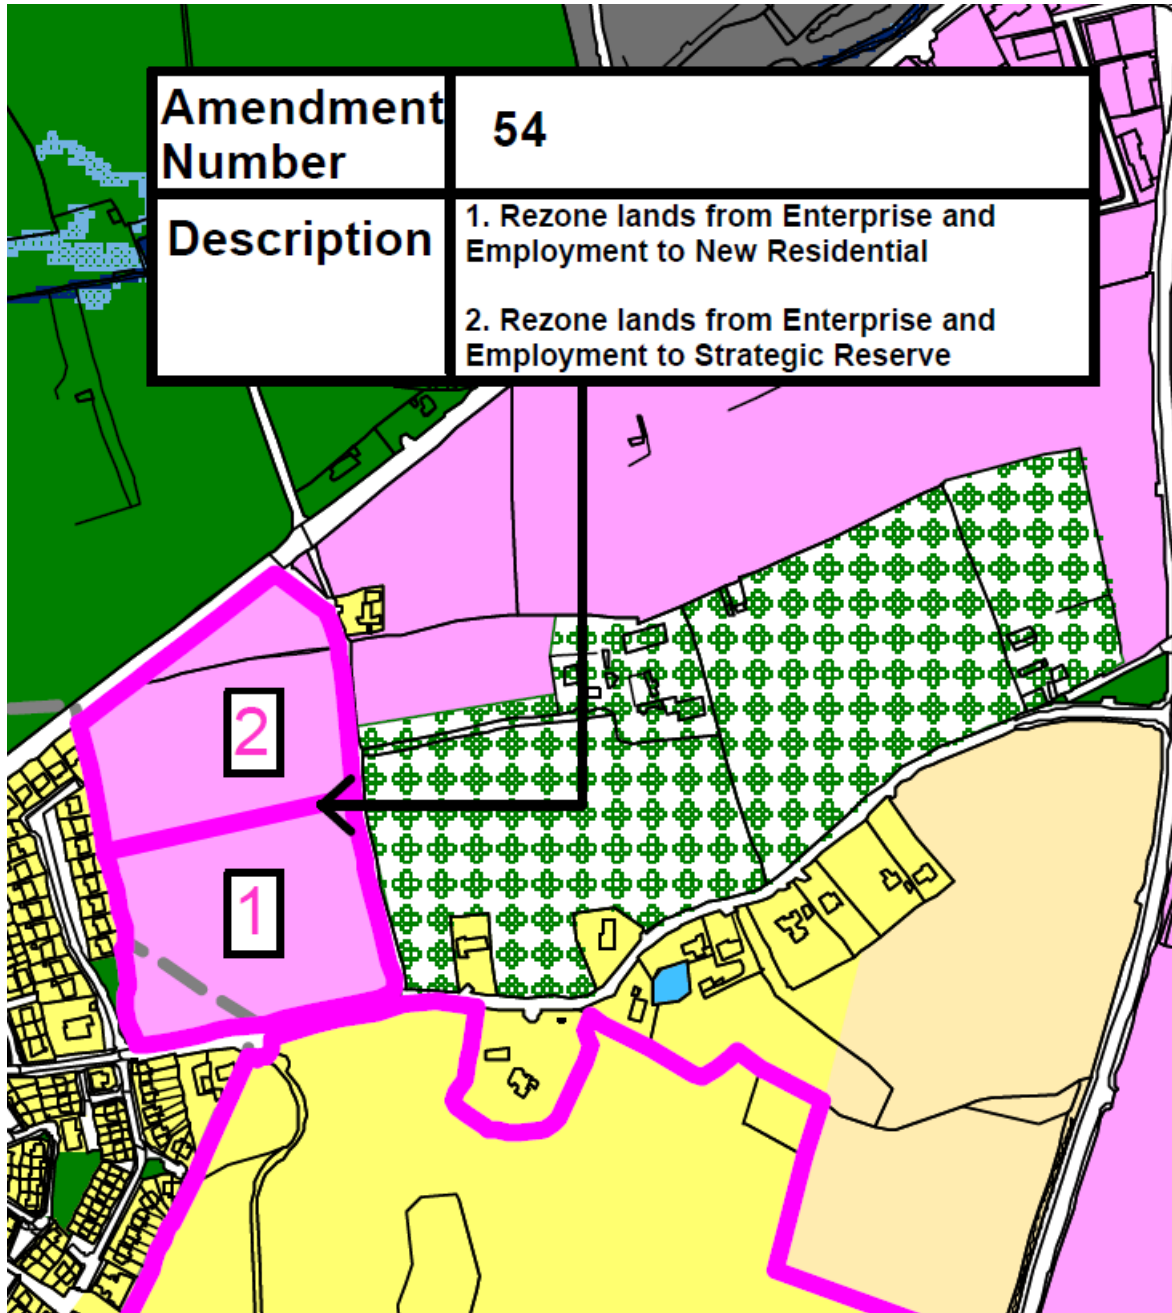 Amendment
Number
54
Description
1. Rezone lands from Enterprise and
Employment to New Residential
2. Rezone lands from Enterprise and
Employment to Strategic Reserve
2
1